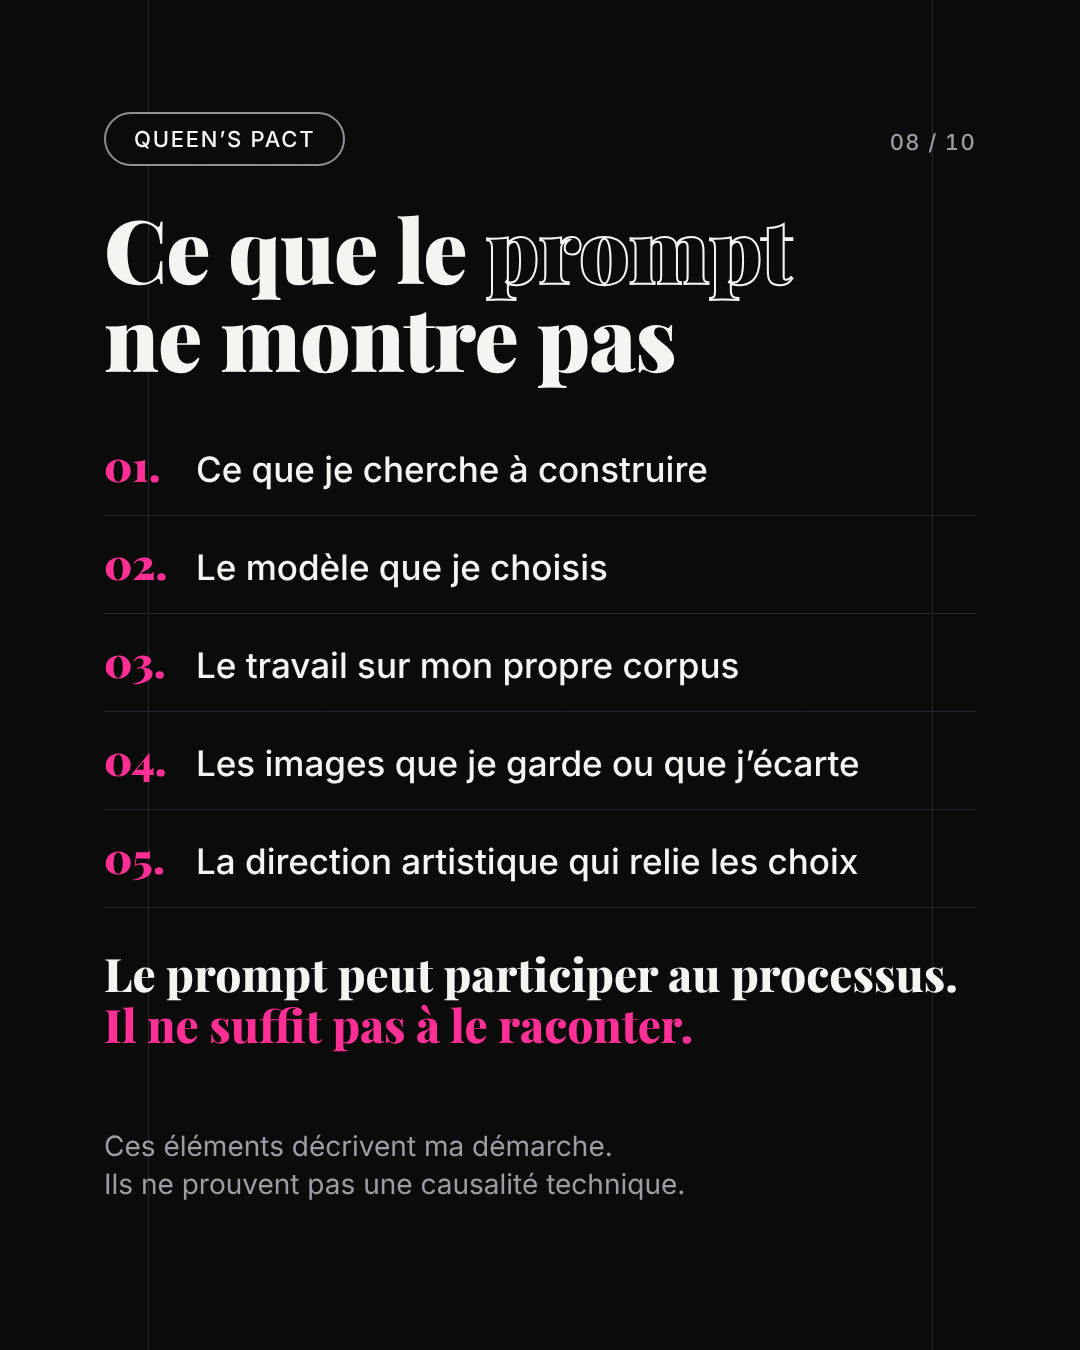 QUEEN’S PACT
08 / 10
Ce que le prompt
ne montre pas
01. Ce que je cherche à construire
02. Le modèle que je choisis
03. Le travail sur mon propre corpus
04. Les images que je garde ou que j’écarte
05. La direction artistique qui relie les choix
Le prompt peut participer au processus.
Il ne suffit pas à le raconter.
Ces éléments décrivent ma démarche.
Ils ne prouvent pas une causalité technique.